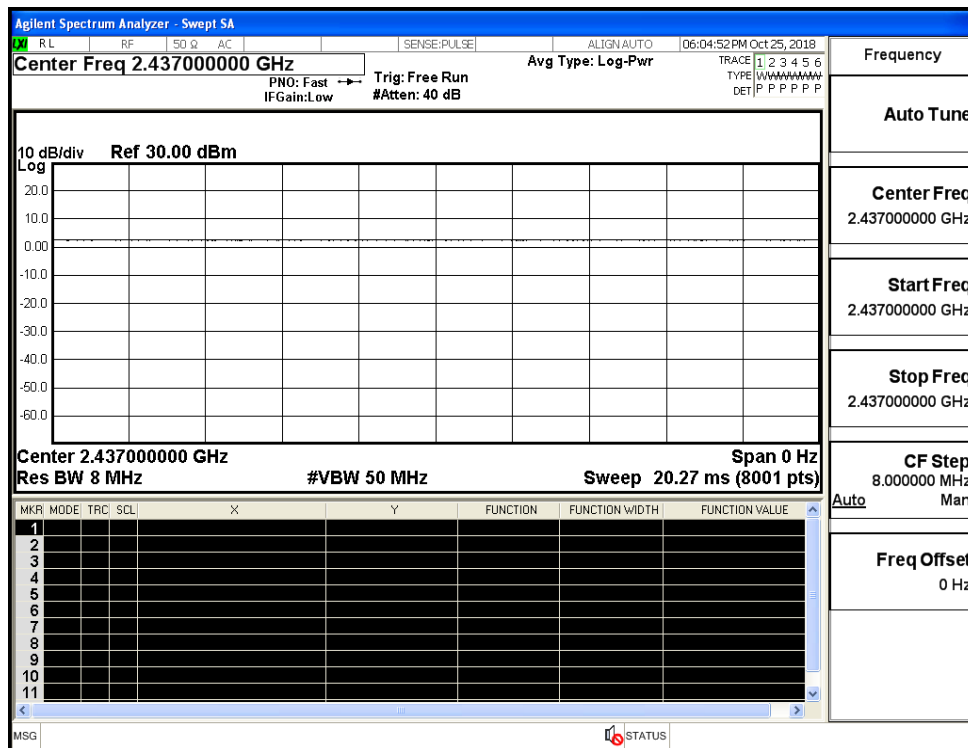 Agilent Spectrum Analyzer - Swept SA
LXI RL RF 50 Ω AC SENSE:PULSE ALIGN AUTO 06:04:52 PM Oct 25, 2018
Center Freq 2.437000000 GHz
PNO: Fast
IFGain:Low
Trig: Free Run
#Atten: 40 dB
Avg Type: Log-Pwr
TRACE 1 2 3 4 5 6
TYPE WWWWWW
DET P P P P P P
10 dB/div Ref 30.00 dBm
Log
20.0
10.0
0.00
-10.0
-20.0
-30.0
-40.0
-50.0
-60.0
Center 2.437000000 GHz Span 0 Hz
Res BW 8 MHz #VBW 50 MHz Sweep 20.27 ms (8001 pts)
MKR MODE TRC SCL X Y FUNCTION FUNCTION WIDTH FUNCTION VALUE
1
2
3
4
5
6
7
8
9
10
11
MSG STATUS
Frequency
Auto Tune
Center Freq
2.437000000 GHz
Start Freq
2.437000000 GHz
Stop Freq
2.437000000 GHz
CF Step
8.000000 MHz
Auto Man
Freq Offset
0 Hz